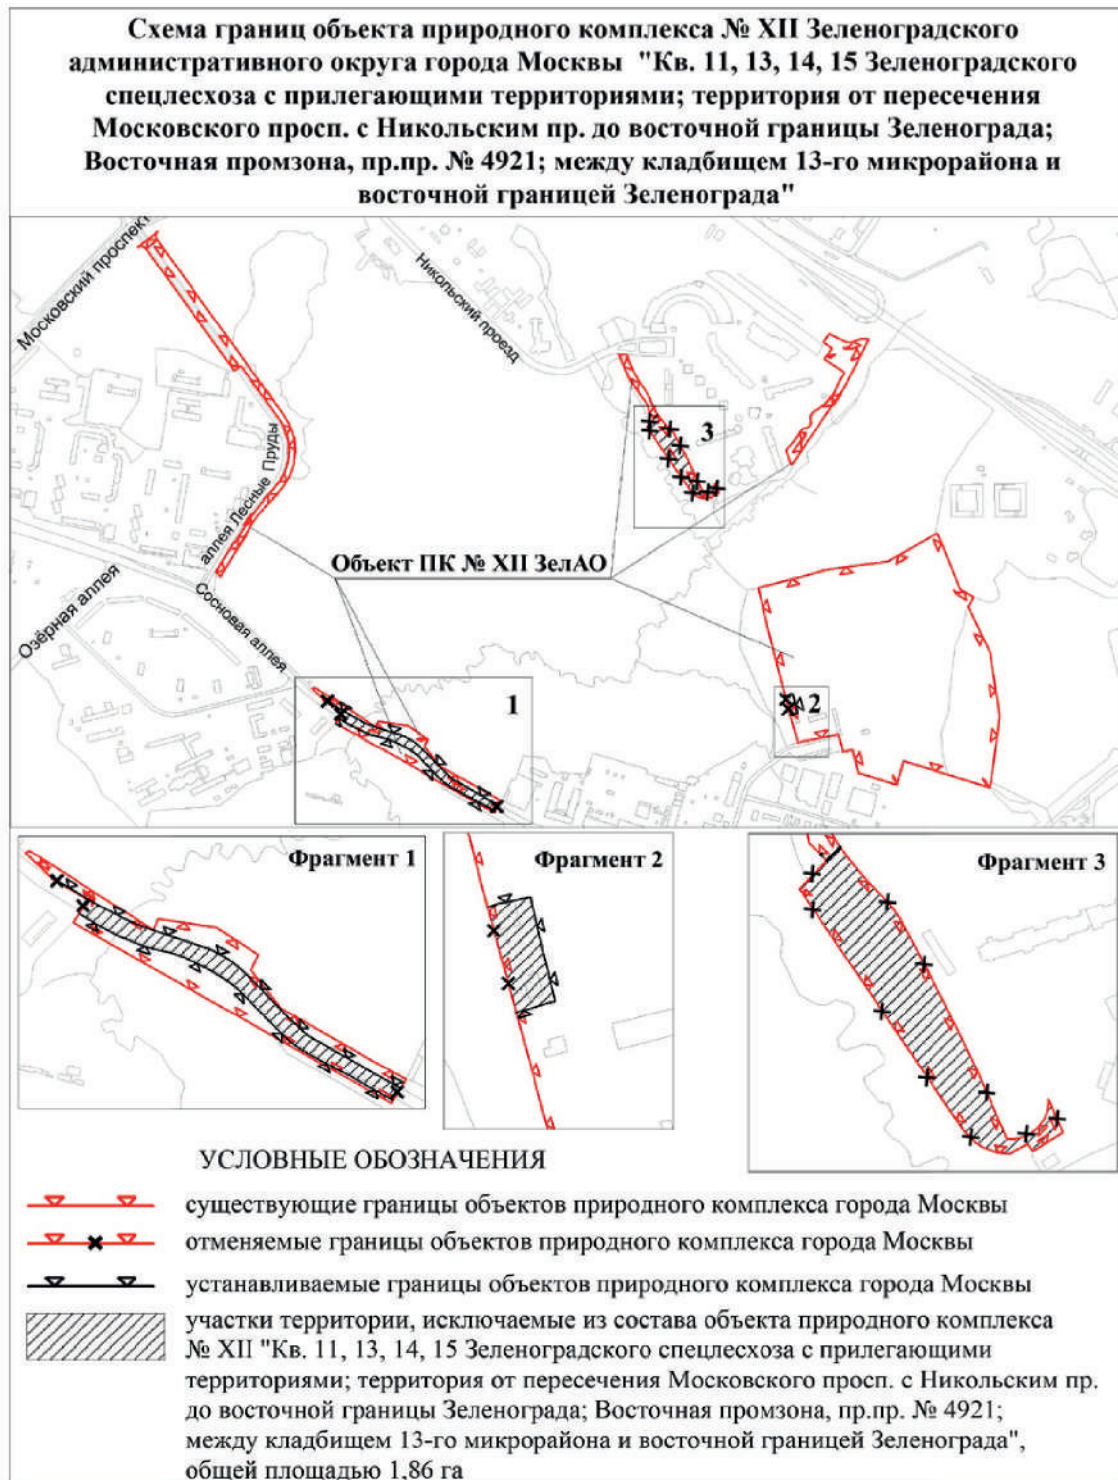 Схема границ объекта природного комплекса № XII Зеленоградского
административного округа города Москвы "Кв. 11, 13, 14, 15 Зеленоградского
спецлесхоза с прилегающими территориями; территория от пересечения
Московского просп. с Никольским пр. до восточной границы Зеленограда;
Восточная промзона, пр.пр. № 4921; между кладбищем 13-го микрорайона и
восточной границей Зеленограда"
Московский проспект
Никольский проезд
3
аллея Лесные Пруды
Объект ПК № XII ЗелАО
Озёрная аллея
Сосновая аллея
1
2
Фрагмент 1
Фрагмент 2
Фрагмент 3
УСЛОВНЫЕ ОБОЗНАЧЕНИЯ
существующие границы объектов природного комплекса города Москвы
отменяемые границы объектов природного комплекса города Москвы
устанавливаемые границы объектов природного комплекса города Москвы
участки территории, исключаемые из состава объекта природного комплекса
№ XII "Кв. 11, 13, 14, 15 Зеленоградского спецлесхоза с прилегающими
территориями; территория от пересечения Московского просп. с Никольским пр.
до восточной границы Зеленограда; Восточная промзона, пр.пр. № 4921;
между кладбищем 13-го микрорайона и восточной границей Зеленограда",
общей площадью 1,86 га